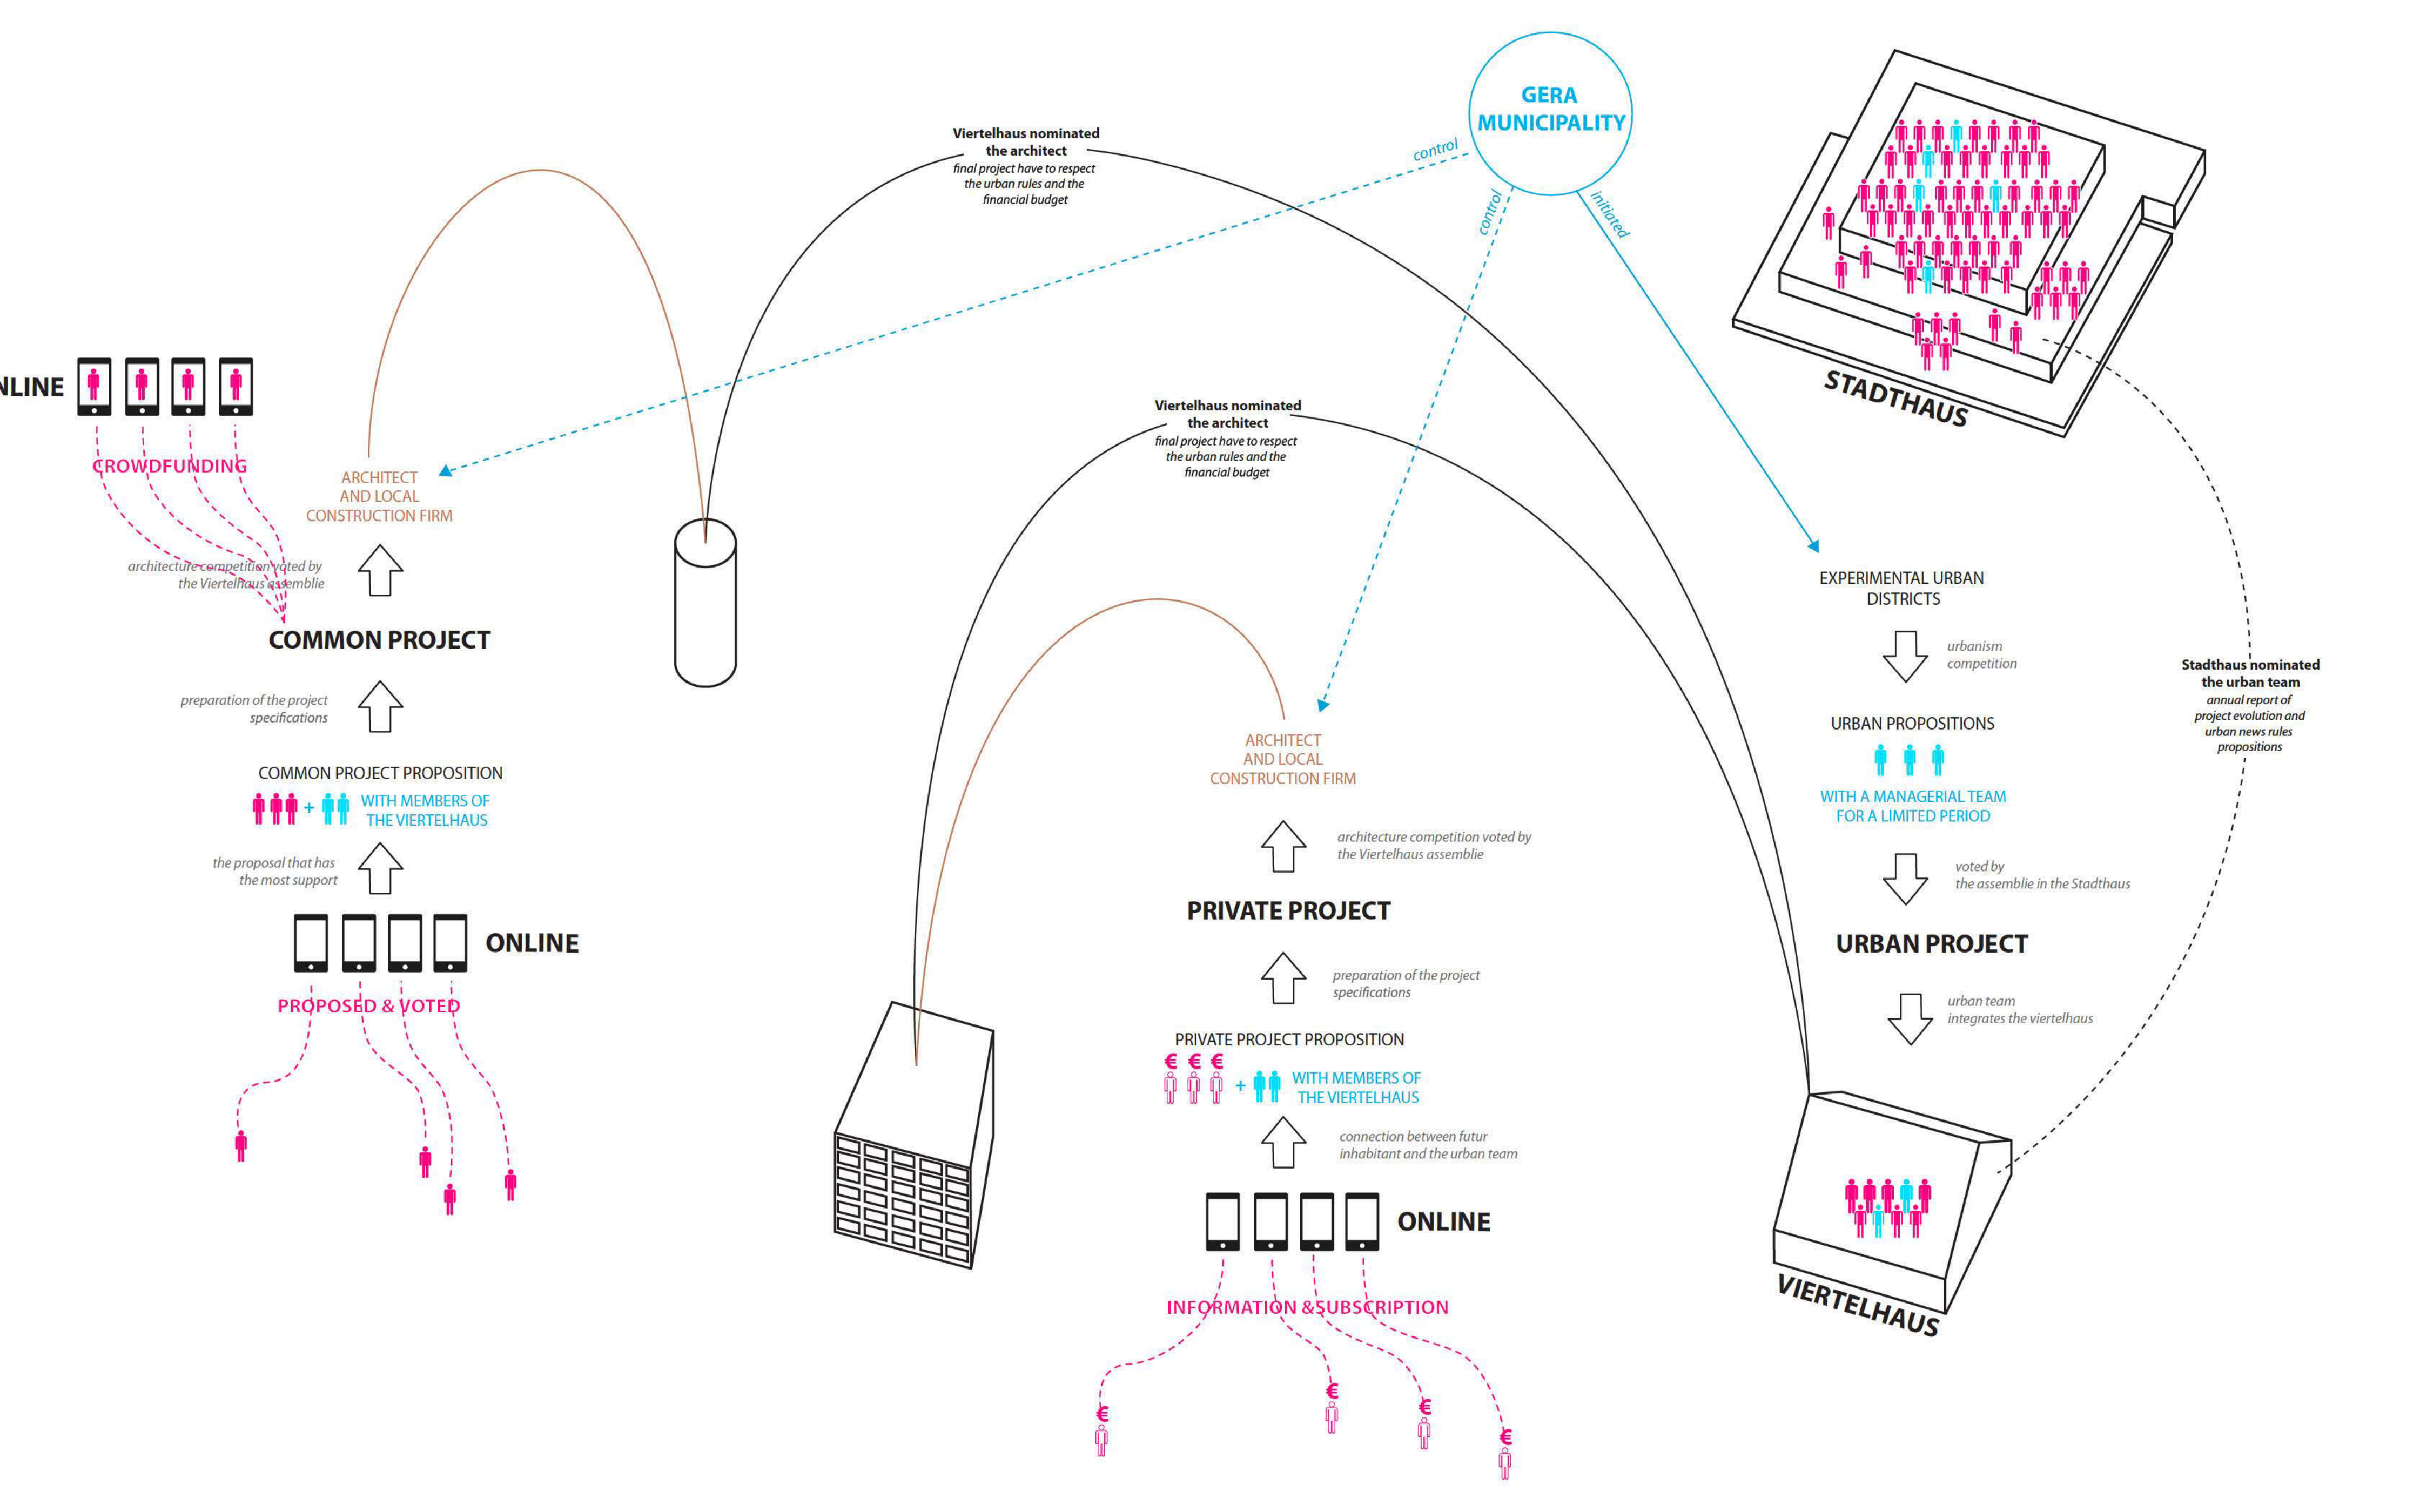 GERA
MUNICIPALITY
control
control
initiated
Viertelhaus nominated
the architect
final project have to respect
the urban rules and the
financial budget
STADTHAUS
NLINE
CROWDFUNDING
ARCHITECT
AND LOCAL
CONSTRUCTION FIRM
architecture competition voted by
the Viertelhaus assemblie
COMMON PROJECT
preparation of the project
specifications
COMMON PROJECT PROPOSITION
+
WITH MEMBERS OF
THE VIERTELHAUS
the proposal that has
the most support
ONLINE
PROPOSED & VOTED
Viertelhaus nominated
the architect
final project have to respect
the urban rules and the
financial budget
ARCHITECT
AND LOCAL
CONSTRUCTION FIRM
architecture competition voted by
the Viertelhaus assemblie
PRIVATE PROJECT
preparation of the project
specifications
PRIVATE PROJECT PROPOSITION
€ € €
+
WITH MEMBERS OF
THE VIERTELHAUS
connection between futur
inhabitant and the urban team
ONLINE
INFORMATION &SUBSCRIPTION
€
€
€
€
EXPERIMENTAL URBAN
DISTRICTS
urbanism
competition
URBAN PROPOSITIONS
WITH A MANAGERIAL TEAM
FOR A LIMITED PERIOD
voted by
the assemblie in the Stadthaus
URBAN PROJECT
urban team
integrates the viertelhaus
Stadthaus nominated
the urban team
annual report of
project evolution and
urban news rules
propositions
VIERTELHAUS